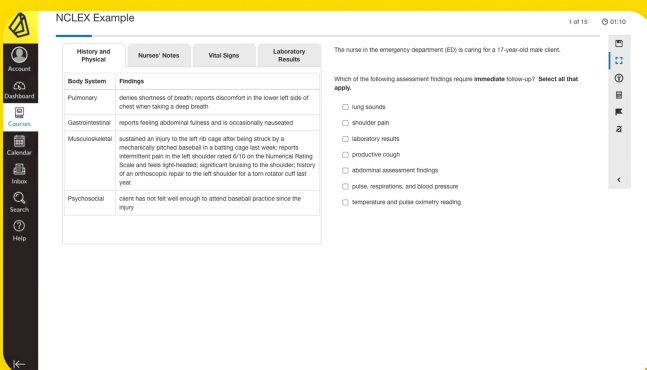 NCLEX Example
1 of 15
01:10
Account
Dashboard
Courses
Calendar
Inbox
Search
Help
History and
Physical
Nurses' Notes
Vital Signs
Laboratory
Results
Body System
Findings
Pulmonary
denies shortness of breath; reports discomfort in the lower left side of
chest when taking a deep breath
Gastrointestinal
reports feeling abdominal fulness and is occasionally nauseated
Musculoskeletal
sustained an injury to the left rib cage after being struck by a
mechanically pitched baseball in a batting cage last week; reports
intermittent pain in the left shoulder rated 6/10 on the Numerical Rating
Scale and feels light-headed; significant bruising to the shoulder; history
of an orthoscopic repair to the left shoulder for a torn rotator cuff last
year.
Psychosocial
client has not felt well enough to attend baseball practice since the
injury
The nurse in the emergency department (ED) is caring for a 17-year-old male client.
Which of the following assessment findings require immediate follow-up? Select all that
apply.
lung sounds
shoulder pain
laboratory results
productive cough
abdominal assessment findings
pulse, respirations, and blood pressure
temperature and pulse oximetry reading